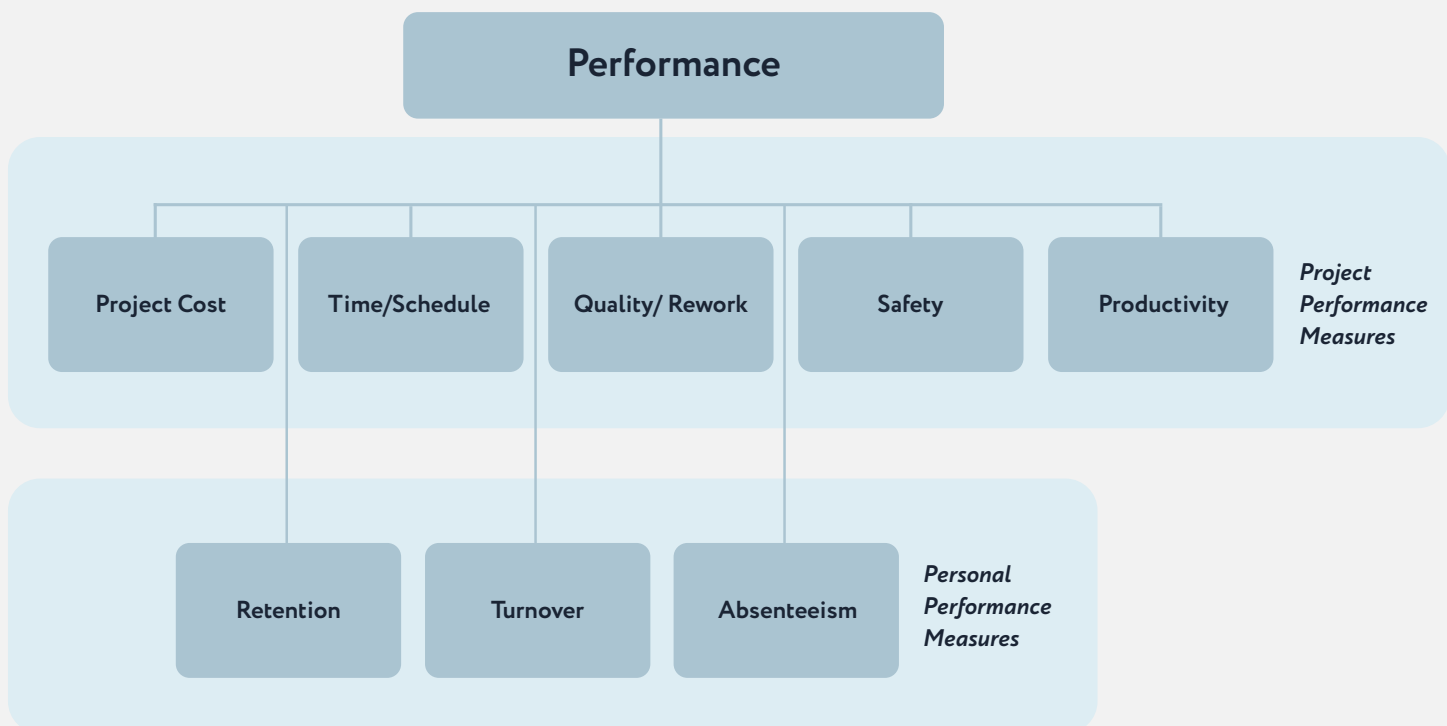 Performance
Project Cost
Time/Schedule
Quality/ Rework
Safety
Productivity
Project
Performance
Measures
Retention
Turnover
Absenteeism
Personal
Performance
Measures